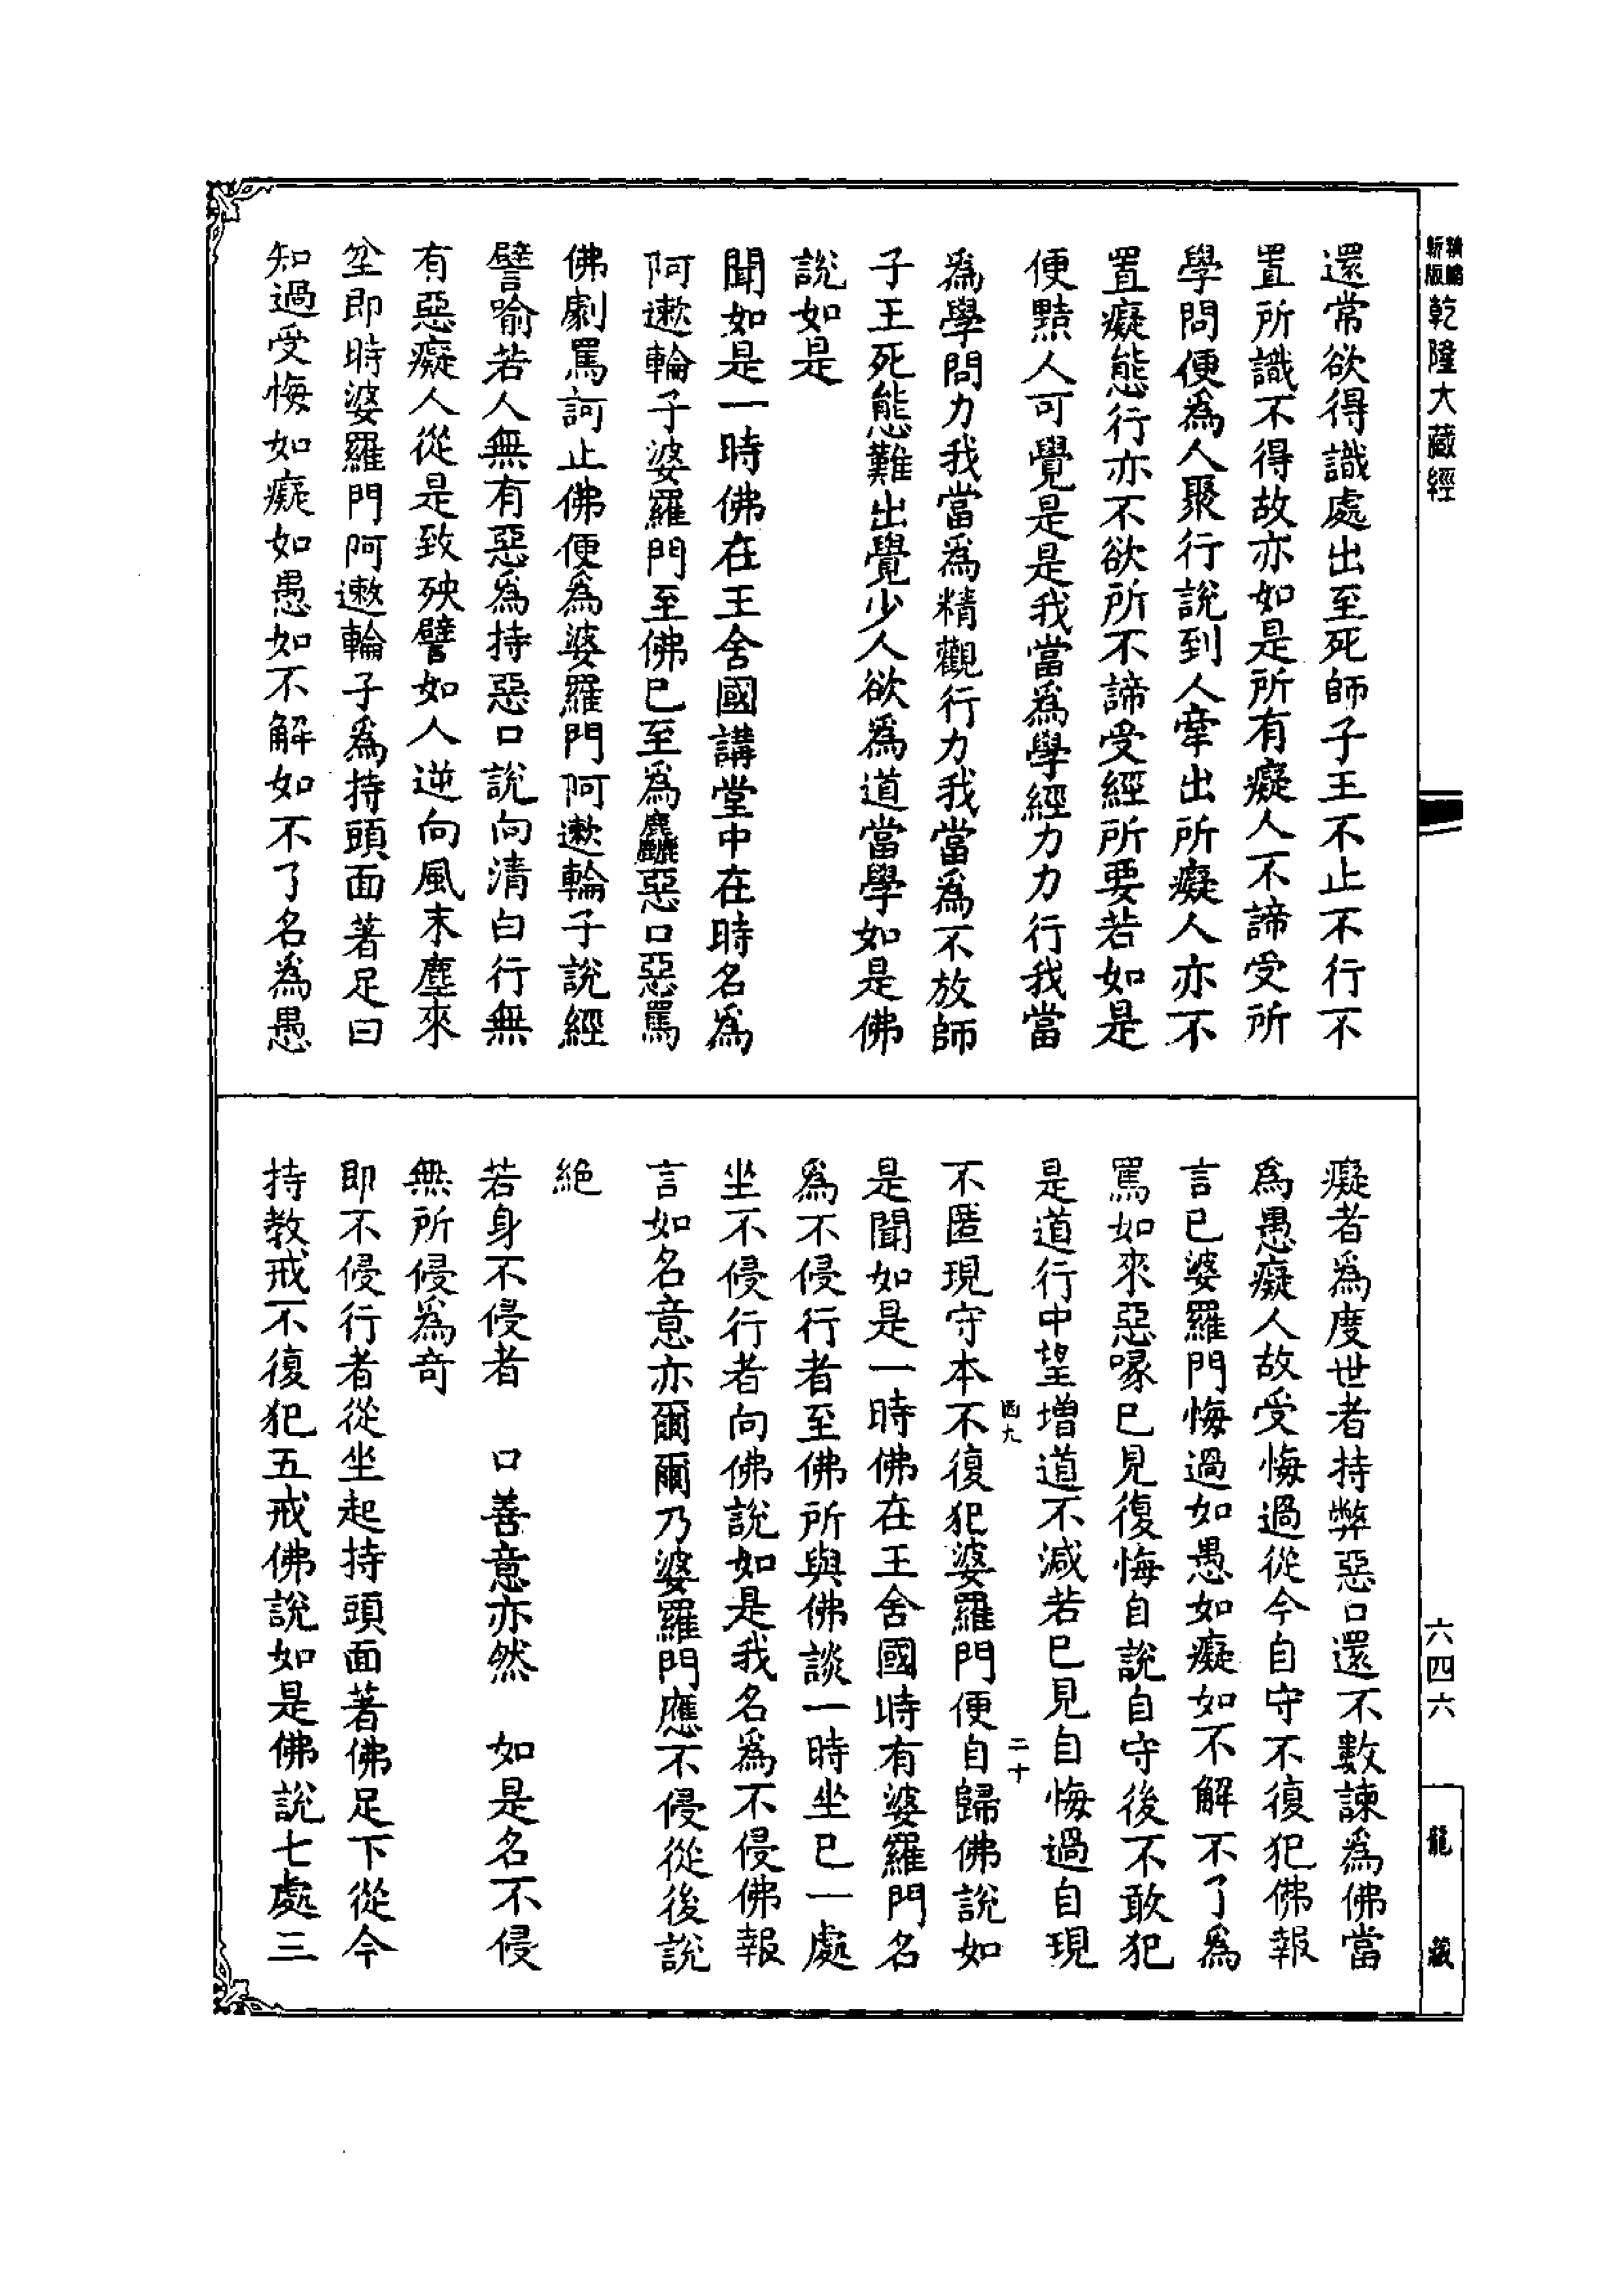 精縮
新版
乾隆大藏經
還常欲得識處出至死師子王不止不行不
置所識不得故亦如是所有癡人不諦受所
學問便為人聚行說到人牽出所癡人亦不
置癡態行亦不欲所不諦受經所要若如是
便黠人可覺是是我當為學經力力行我當
為學問力我當為精觀行力我當為不放師
子王死態難出覺少人欲為道當學如是佛
說如是
聞如是一時佛在王舍國講堂中在時名為
阿遬輪子婆羅門至佛已至為麤惡口惡罵
佛劇罵訶止佛便為婆羅門阿遬輪子說經
譬喻若人無有惡為持惡口說向清白行無
有惡癡人從是致殃譬如人逆向風末塵來
坌即時婆羅門阿遬輪子為持頭面著足曰
知過受悔如癡如愚如不解如不了名為愚
癡者為度世者持弊惡口還不數諫為佛當
為愚癡人故受悔過從今自守不復犯佛報
言已婆羅門悔過如愚如癡如不解不了為
罵如來惡喙已見復悔自說自守後不敢犯
是道行中望增道不減若已見自悔過自現
不匿現守本不復犯婆羅門便自歸佛說如
是聞如是一時佛在王舍國時有婆羅門名
為不侵行者至佛所與佛談一時坐已一處
坐不侵行者向佛說如是我名為不侵佛報
言如名意亦爾爾乃婆羅門應不侵從後說
絕
若身不侵者　口善意亦然　如是名不侵
無所侵為奇
即不侵行者從坐起持頭面著佛足下從今
持教戒不復犯五戒佛說如是佛說七處三
二十
六四六
龍藏